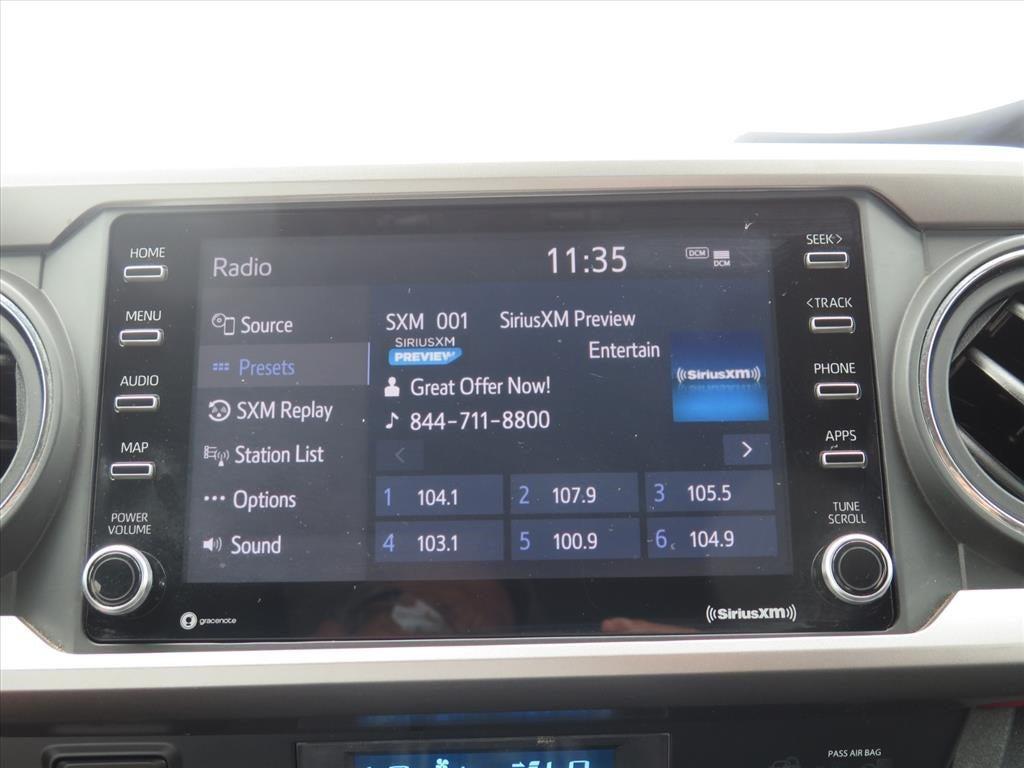 HOME
MENU
AUDIO
MAP
POWER
VOLUME
Radio
11:35
DCM
DCM
Source
Presets
SXM Replay
Station List
Options
Sound
SXM 001 SiriusXM Preview
SIRIUSXM
PREVIEW
Entertain
((SiriusXM))
Great Offer Now!
844-711-8800
< >
1 104.1
2 107.9
3 105.5
4 103.1
5 100.9
6 104.9
SEEK>
<TRACK
PHONE
APPS
TUNE
SCROLL
gracenote
((SiriusXM))
PASS AIR BAG